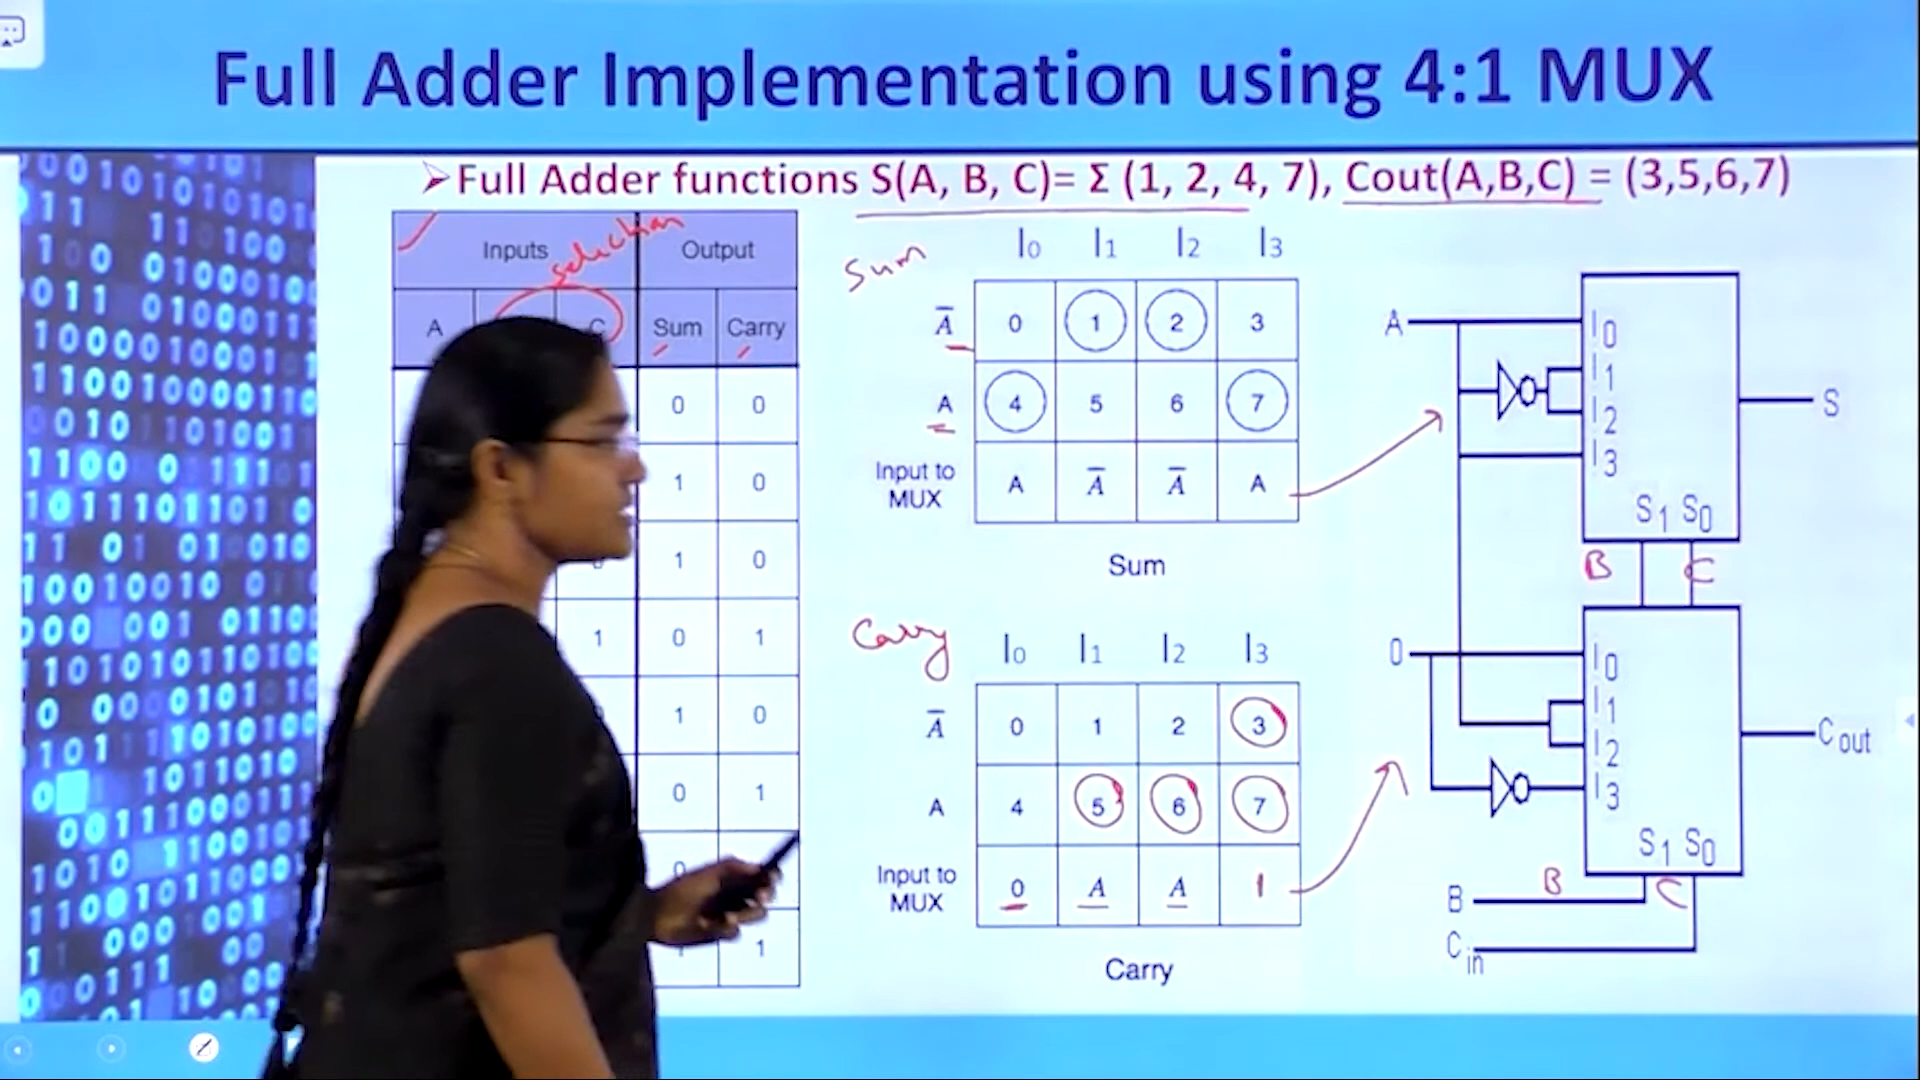 Full Adder Implementation using 4:1 MUX
➢Full Adder functions S(A, B, C)= Σ (1, 2, 4, 7), Cout(A,B,C) = (3,5,6,7)
Inputs Output
selection
A C Sum Carry
0 0
1 0
1 0
1 0 1
1 0
0 1
0
1 1
Sum
I0 I1 I2 I3
A̅ 0 1 2 3
A 4 5 6 7
Input to
MUX A A̅ A̅ A
Sum
Carry
I0 I1 I2 I3
A̅ 0 1 2 3
A 4 5 6 7
Input to
MUX 0 A A 1
Carry
A I0
I1
I2
I3
S
S1 S0
B C
0 I0
I1
I2
I3
Cout
S1 S0
B B C
Cin